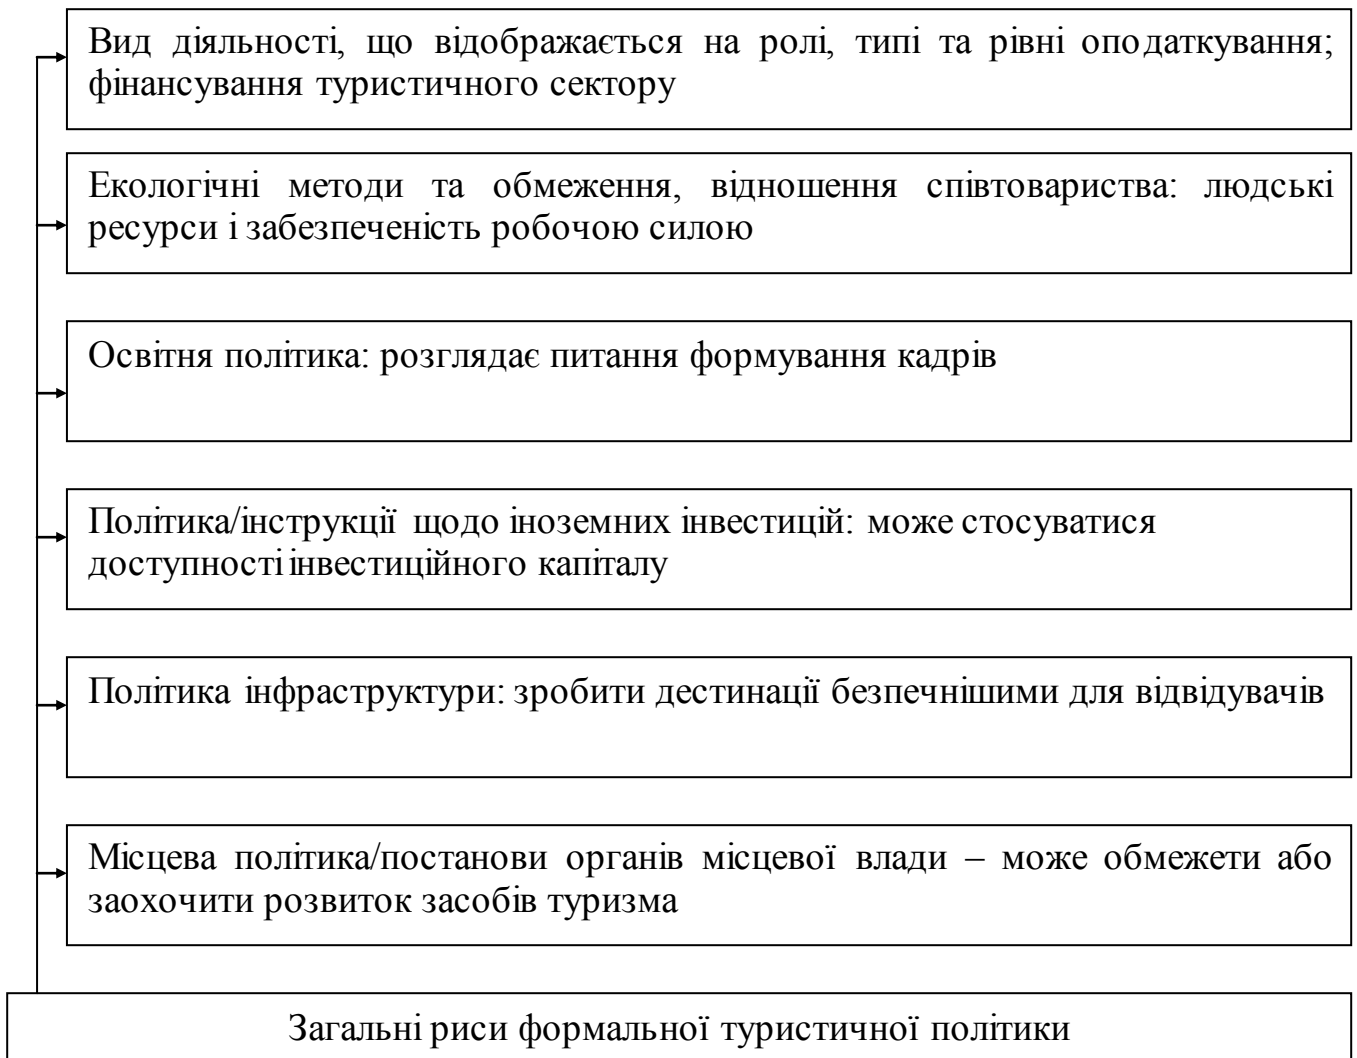 Вид діяльності, що відображається на ролі, типі та рівні оподаткування;
фінансування туристичного сектору
Екологічні методи та обмеження, відношення співтовариства: людські
ресурси і забезпеченість робочою силою
Освітня політика: розглядає питання формування кадрів
Політика/інструкції щодо іноземних інвестицій: може стосуватися
доступності інвестиційного капіталу
Політика інфраструктури: зробити дестинації безпечнішими для відвідувачів
Місцева політика/постанови органів місцевої влади – може обмежети або
заохочити розвиток засобів туризма
Загальні риси формальної туристичної політики